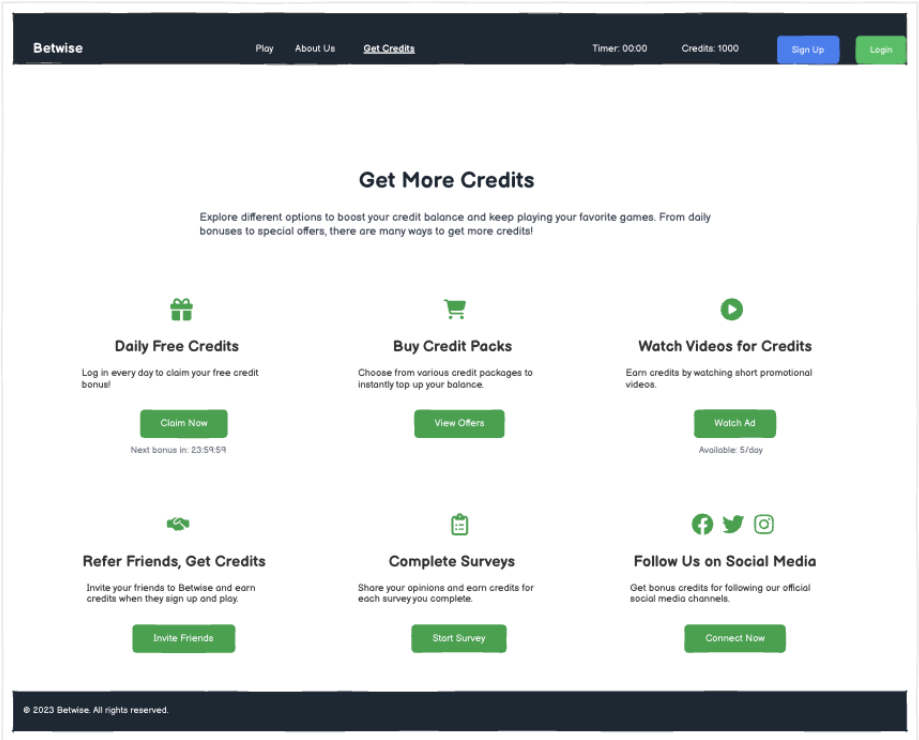 Betwise
Play
About Us
Get Credits
Timer: 00:00
Credits: 1000
Sign Up
Login
Get More Credits
Explore different options to boost your credit balance and keep playing your favorite games. From daily
bonuses to special offers, there are many ways to get more credits!
Daily Free Credits
Log in every day to claim your free credit
bonus!
Claim Now
Next bonus in: 23:59:59
Buy Credit Packs
Choose from various credit packages to
instantly top up your balance.
View Offers
Watch Videos for Credits
Earn credits by watching short promotional
videos.
Watch Ad
Available: 5/day
Refer Friends, Get Credits
Invite your friends to Betwise and earn
credits when they sign up and play.
Invite Friends
Complete Surveys
Share your opinions and earn credits for
each survey you complete.
Start Survey
Follow Us on Social Media
Get bonus credits for following our official
social media channels.
Connect Now
© 2023 Betwise. All rights reserved.